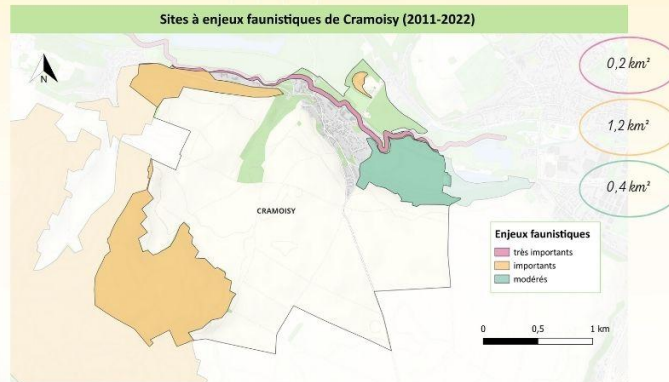 Sites à enjeux faunistiques de Cramoisy (2011-2022)
N
0,2 km²
1,2 km²
0,4 km²
CRAMOISY
Enjeux faunistiques
très importants
importants
modérés
0 0,5 1 km